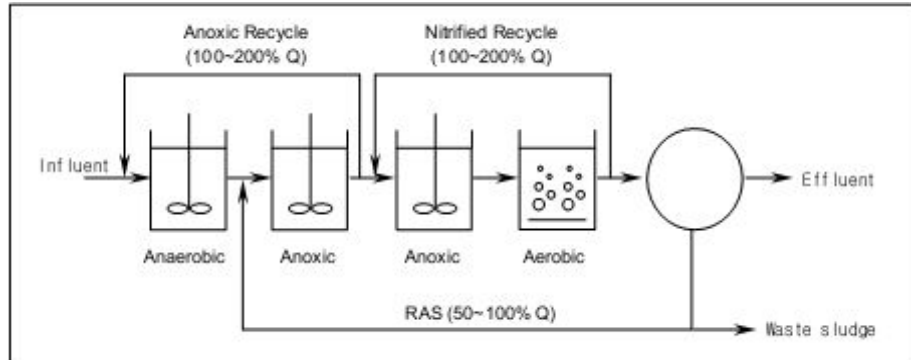 Anoxic Recycle
(100~200% Q)
Nitrified Recycle
(100~200% Q)
Influent
Effluent
Anaerobic
Anoxic
Anoxic
Aerobic
RAS (50~100% Q)
Waste sludge